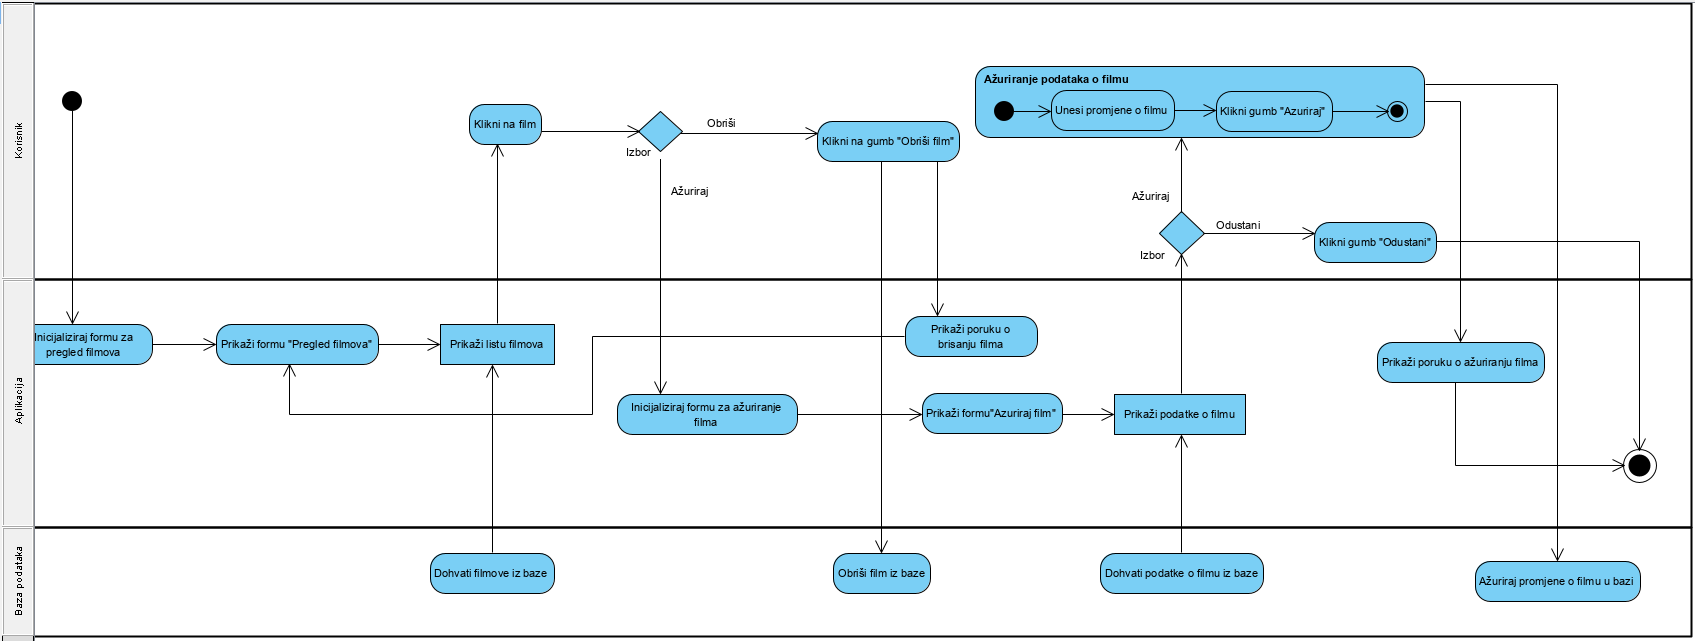 Korisnik
Ažuriranje podataka o filmu
Unesi promjene o filmu
Klikni gumb "Azuriraj"
Klikni na film
Izbor
Obriši
Klikni na gumb "Obriši film"
Ažuriraj
Ažuriraj
Izbor
Odustani
Klikni gumb "Odustani"
Aplikacija
Inicijaliziraj formu za
pregled filmova
Prikaži formu "Pregled filmova"
Prikaži listu filmova
Prikaži poruku o
brisanju filma
Prikaži poruku o ažuriranju filma
Inicijaliziraj formu za ažuriranje
filma
Prikaži formu"Azuriraj film"
Prikaži podatke o filmu
Baza podataka
Dohvati filmove iz baze
Obriši film iz baze
Dohvati podatke o filmu iz baze
Ažuriraj promjene o filmu u bazi